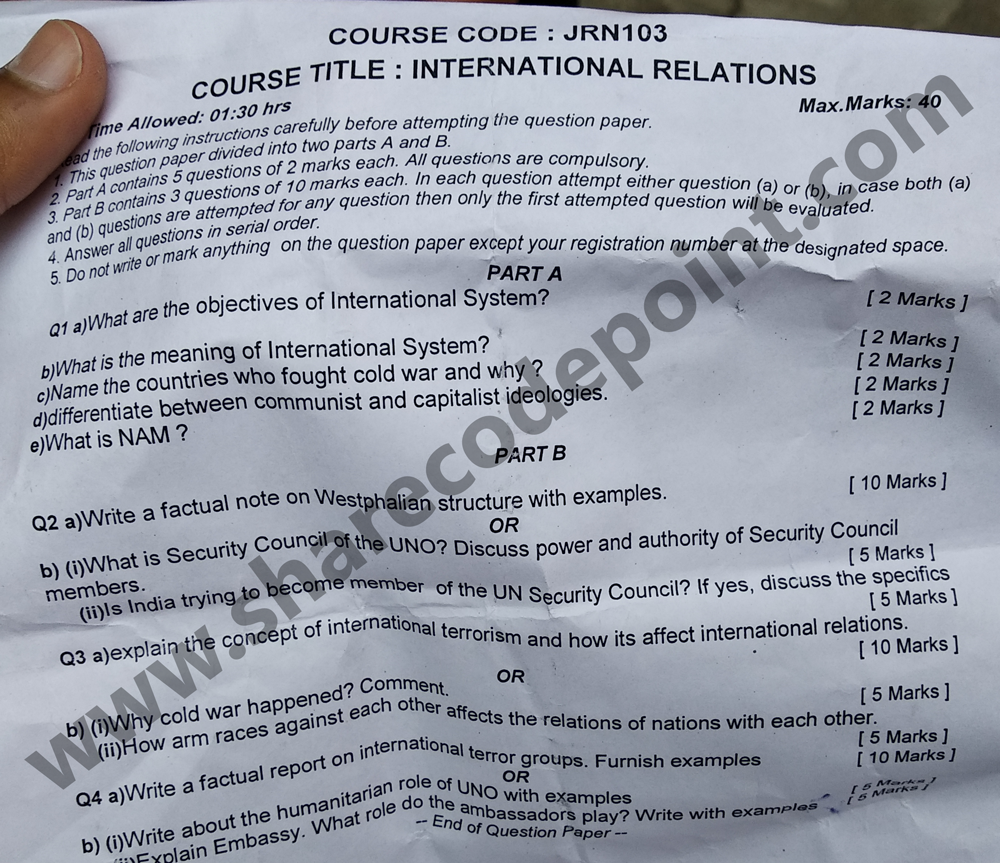 COURSE CODE : JRN103
COURSE TITLE : INTERNATIONAL RELATIONS
Time Allowed: 01:30 hrs
Max.Marks: 40
ead the following instructions carefully before attempting the question paper.
1. This question paper divided into two parts A and B.
2. Part A contains 5 questions of 2 marks each. All questions are compulsory.
3. Part B contains 3 questions of 10 marks each. In each question attempt either question (a) or (b), in case both (a)
and (b) questions are attempted for any question then only the first attempted question will be evaluated.
4. Answer all questions in serial order.
5. Do not write or mark anything on the question paper except your registration number at the designated space.
PART A
Q1 a)What are the objectives of International System? [ 2 Marks ]
b)What is the meaning of International System? [ 2 Marks ]
c)Name the countries who fought cold war and why ? [ 2 Marks ]
d)differentiate between communist and capitalist ideologies. [ 2 Marks ]
e)What is NAM ? [ 2 Marks ]
PART B
Q2 a)Write a factual note on Westphalian structure with examples. [ 10 Marks ]
OR
b) (i)What is Security Council of the UNO? Discuss power and authority of Security Council
members. [ 5 Marks ]
(ii)Is India trying to become member of the UN Security Council? If yes, discuss the specifics
[ 5 Marks ]
Q3 a)explain the concept of international terrorism and how its affect international relations.
[ 10 Marks ]
OR
b) (i)Why cold war happened? Comment. [ 5 Marks ]
(ii)How arm races against each other affects the relations of nations with each other.
[ 5 Marks ]
Q4 a)Write a factual report on international terror groups. Furnish examples [ 10 Marks ]
OR
b) (i)Write about the humanitarian role of UNO with examples [ 5 Marks ]
(ii)Explain Embassy. What role do the ambassadors play? Write with examples [ 5 Marks ]
-- End of Question Paper --
www.sharecodepoint.com